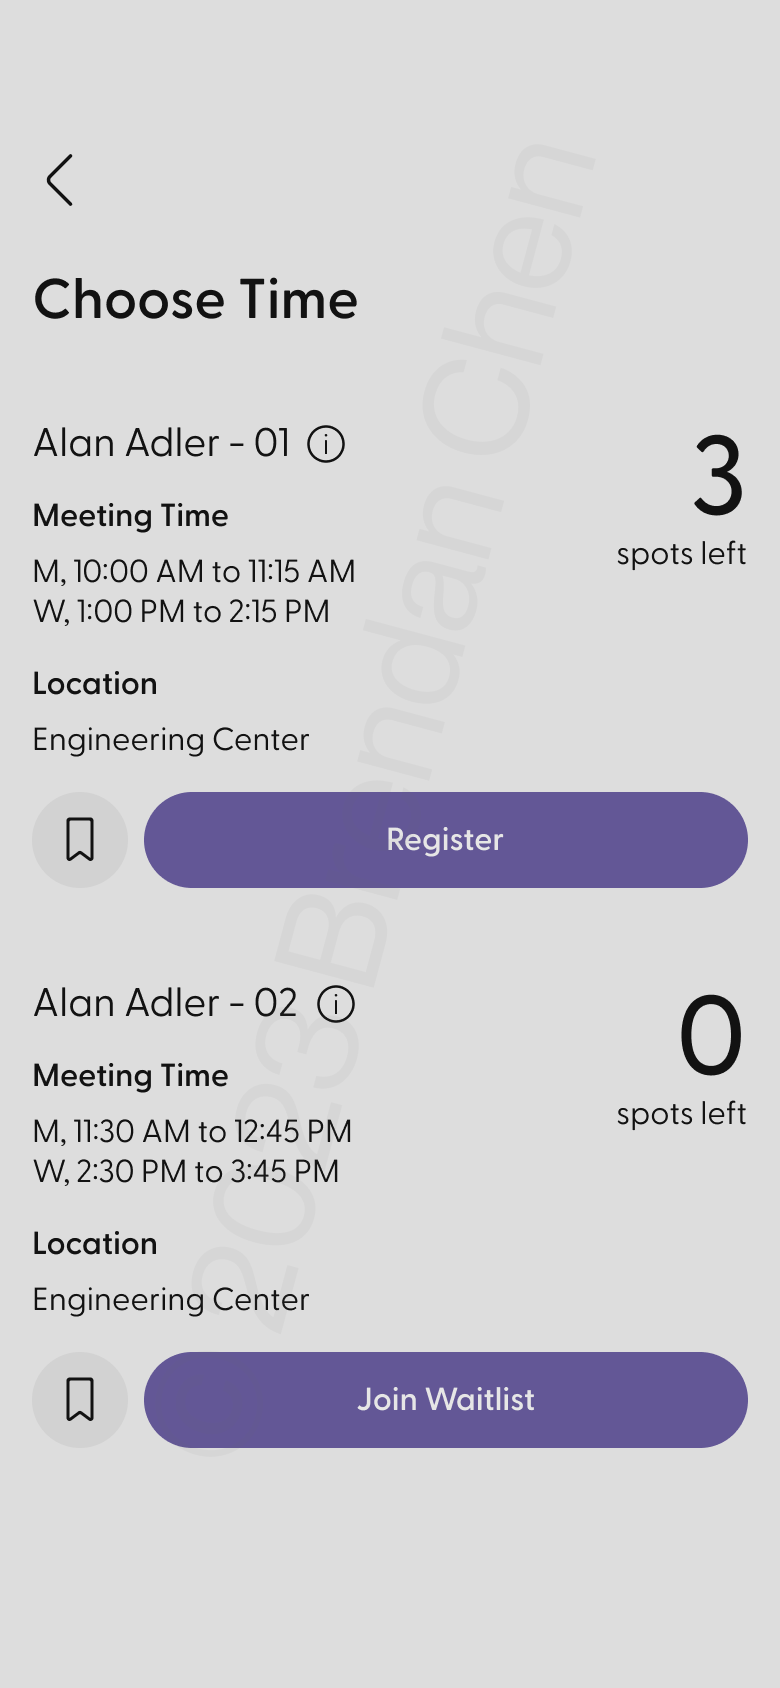 Choose Time
Alan Adler - 01
3
spots left
Meeting Time
M, 10:00 AM to 11:15 AM
W, 1:00 PM to 2:15 PM
Location
Engineering Center
Register
Alan Adler - 02
0
spots left
Meeting Time
M, 11:30 AM to 12:45 PM
W, 2:30 PM to 3:45 PM
Location
Engineering Center
Join Waitlist
© 2023 Brendan Chen